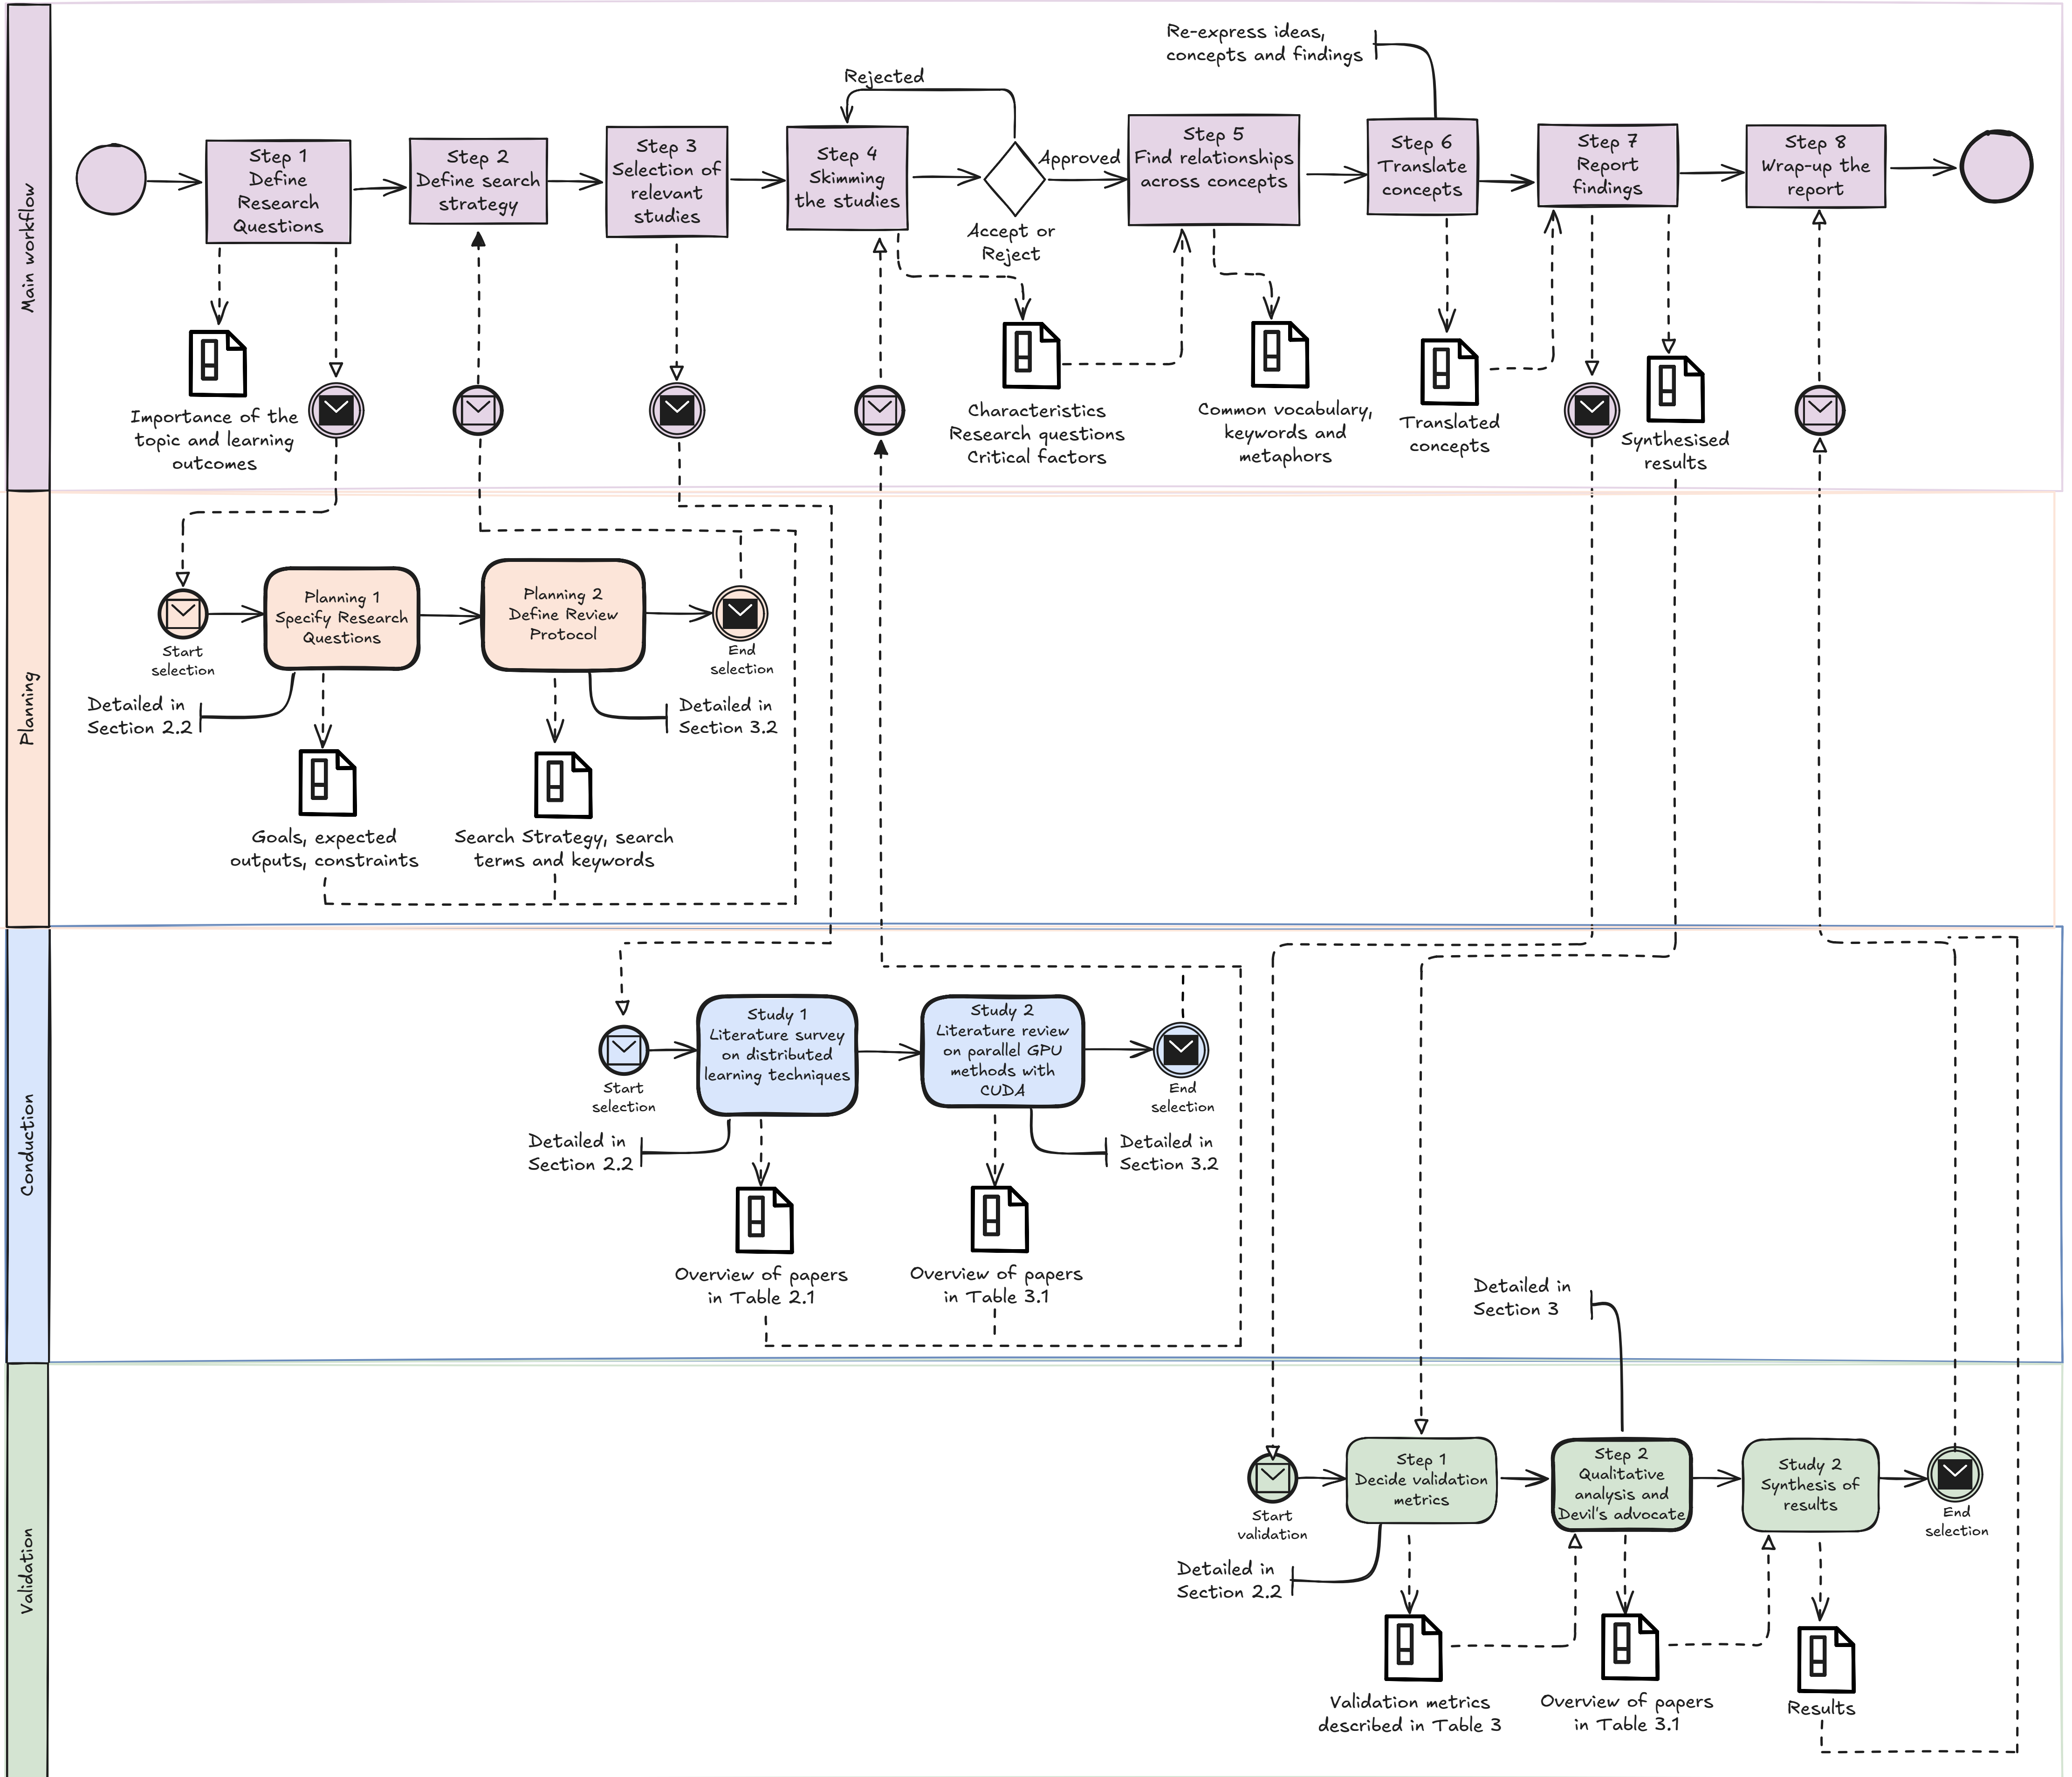 Main workflow
Re-express ideas,
concepts and findings
Rejected
Step 1
Define
Research
Questions
Step 2
Define search
strategy
Step 3
Selection of
relevant
studies
Step 4
Skimming
the studies
Accept or
Reject
Approved
Step 5
Find relationships
across concepts
Step 6
Translate
concepts
Step 7
Report
findings
Step 8
Wrap-up the
report
Importance of the
topic and learning
outcomes
Characteristics
Research questions
Critical factors
Common vocabulary,
keywords and
metaphors
Translated
concepts
Synthesised
results
Planning
Start
selection
Planning 1
Specify Research
Questions
Planning 2
Define Review
Protocol
End
selection
Detailed in
Section 2.2
Detailed in
Section 3.2
Goals, expected
outputs, constraints
Search Strategy, search
terms and keywords
Conduction
Start
selection
Study 1
Literature survey
on distributed
learning techniques
Study 2
Literature review
on parallel GPU
methods with
CUDA
End
selection
Detailed in
Section 2.2
Detailed in
Section 3.2
Overview of papers
in Table 2.1
Overview of papers
in Table 3.1
Detailed in
Section 3
Validation
Start
validation
Step 1
Decide validation
metrics
Step 2
Qualitative
analysis and
Devil's advocate
Study 2
Synthesis of
results
End
selection
Detailed in
Section 2.2
Validation metrics
described in Table 3
Overview of papers
in Table 3.1
Results